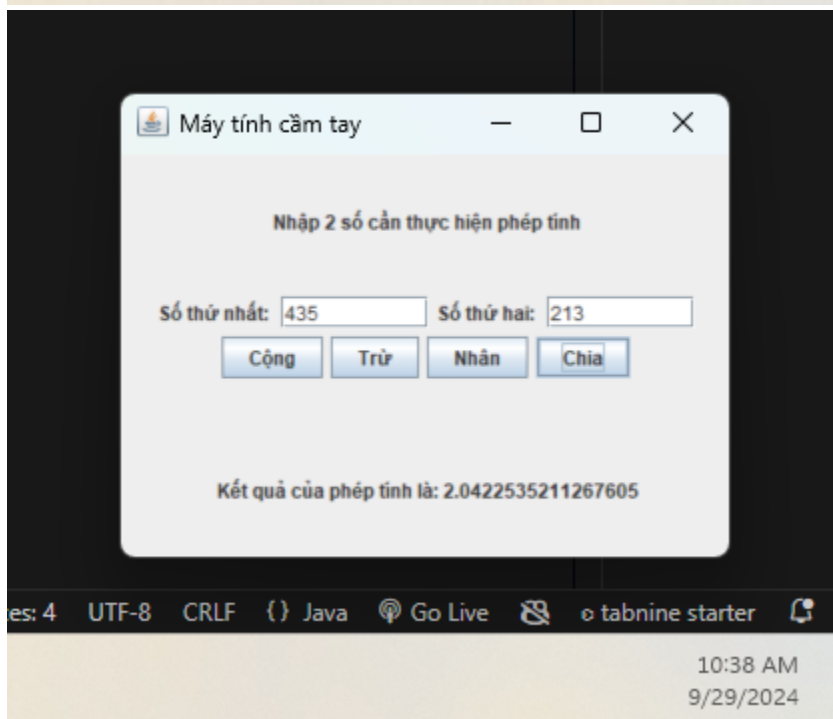 Máy tính cầm tay
Nhập 2 số cần thực hiện phép tính
Số thứ nhất: 435 Số thứ hai: 213
Cộng Trừ Nhân Chia
Kết quả của phép tính là: 2.0422535211267605
es: 4 UTF-8 CRLF {} Java Go Live tabnine starter
10:38 AM
9/29/2024